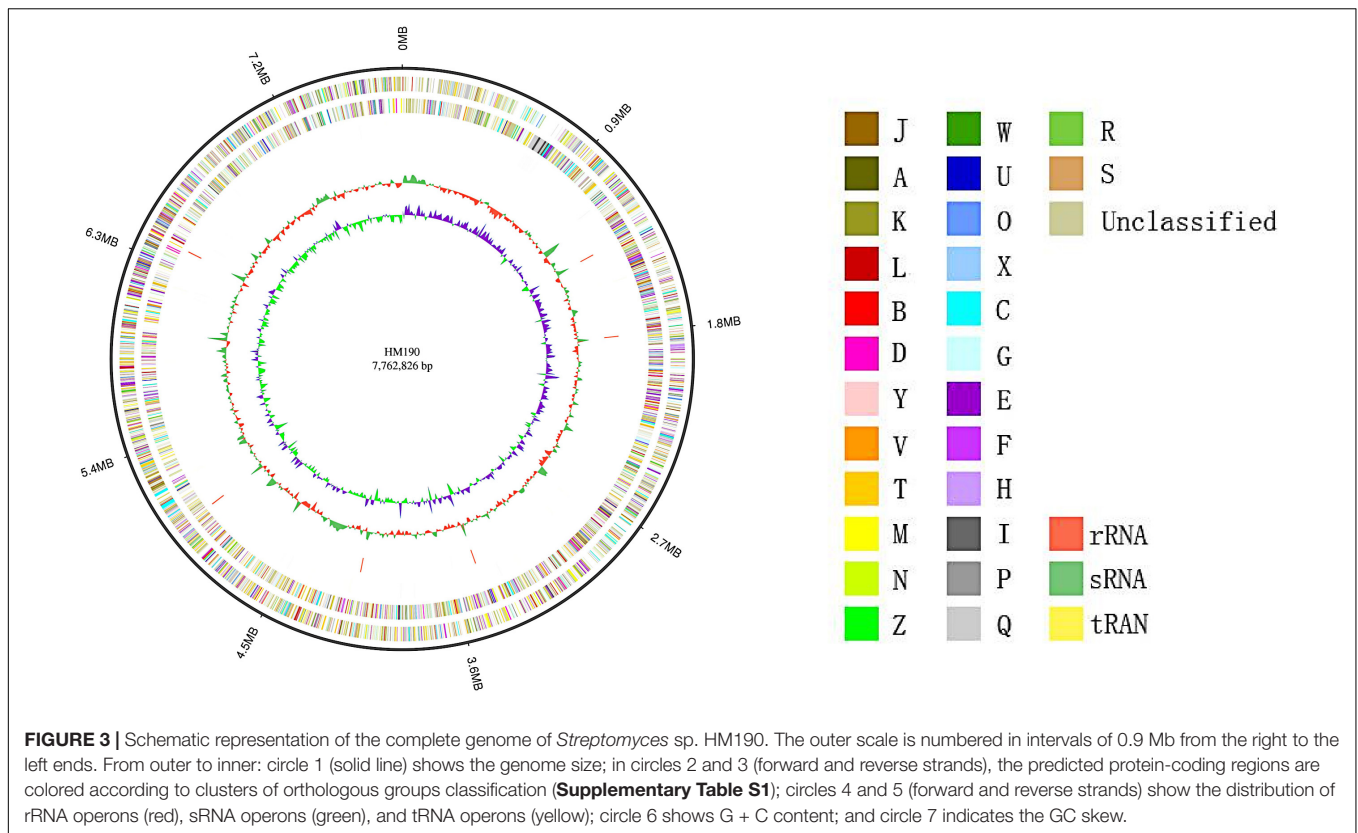 0MB
0.9MB
1.8MB
2.7MB
3.6MB
4.5MB
5.4MB
6.3MB
7.2MB
HM190
7,762,826 bp
J
A
K
L
B
D
Y
V
T
M
N
Z
W
U
O
X
C
G
E
F
H
I
P
Q
R
S
Unclassified
rRNA
sRNA
tRAN
FIGURE 3 | Schematic representation of the complete genome of Streptomyces sp. HM190. The outer scale is numbered in intervals of 0.9 Mb from the right to the
left ends. From outer to inner: circle 1 (solid line) shows the genome size; in circles 2 and 3 (forward and reverse strands), the predicted protein-coding regions are
colored according to clusters of orthologous groups classification (Supplementary Table S1); circles 4 and 5 (forward and reverse strands) show the distribution of
rRNA operons (red), sRNA operons (green), and tRNA operons (yellow); circle 6 shows G + C content; and circle 7 indicates the GC skew.